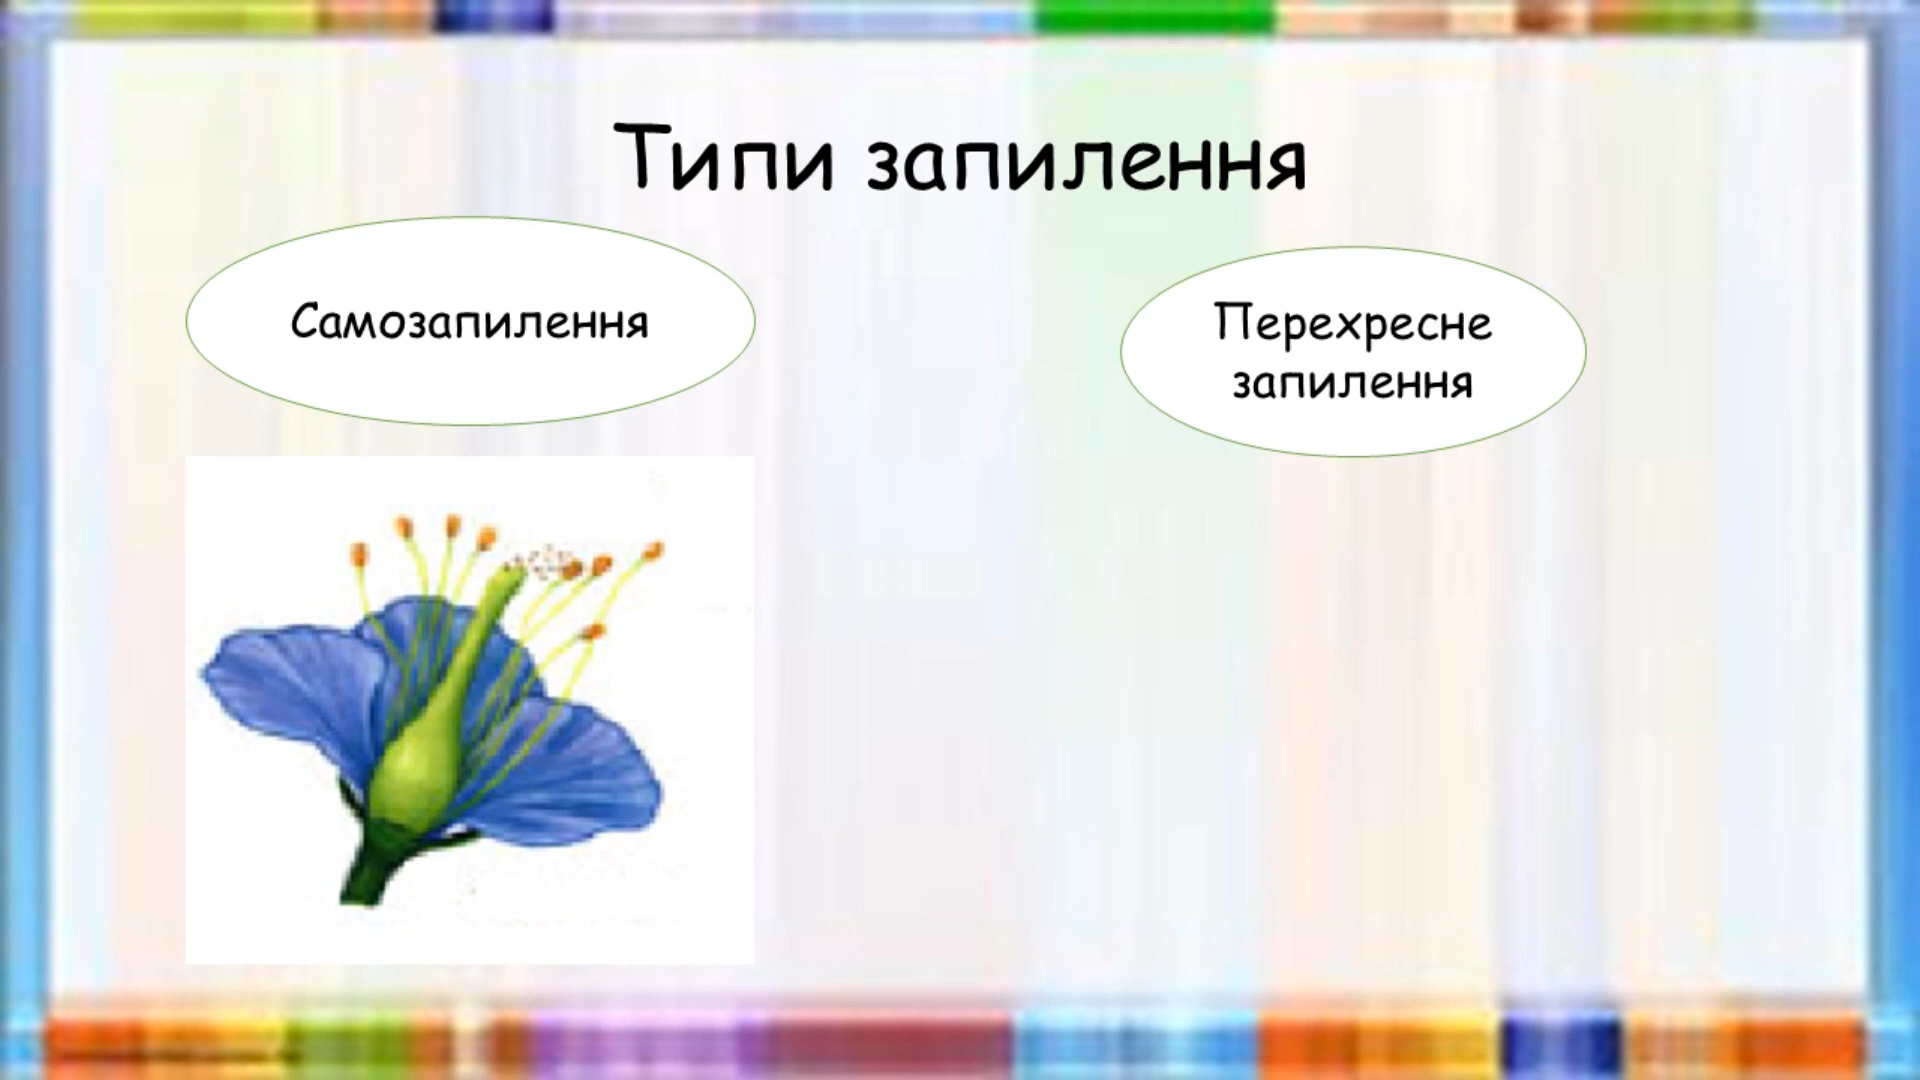 Типи запилення
Самозапилення
Перехресне
запилення